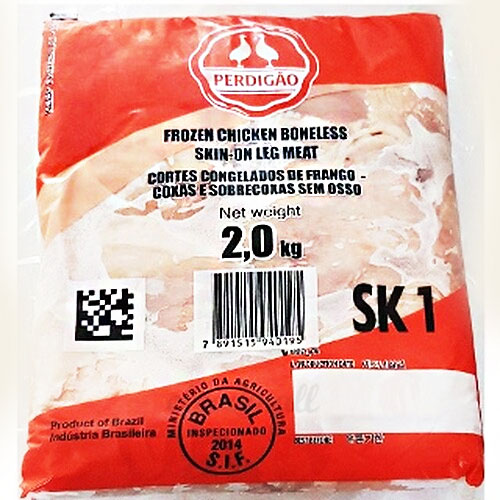 PERDIGÃO
FROZEN CHICKEN BONELESS
SKIN-ON LEG MEAT
CORTES CONGELADOS DE FRANGO -
COXAS E SOBRECOXAS SEM OSSO
Net weight
2,0 kg
7 891515 940195
SK 1
Product of Brazil
Indústria Brasileira
MINISTÉRIO DA AGRICULTURA
BRASIL
INSPECIONADO
2014
S.I.F.